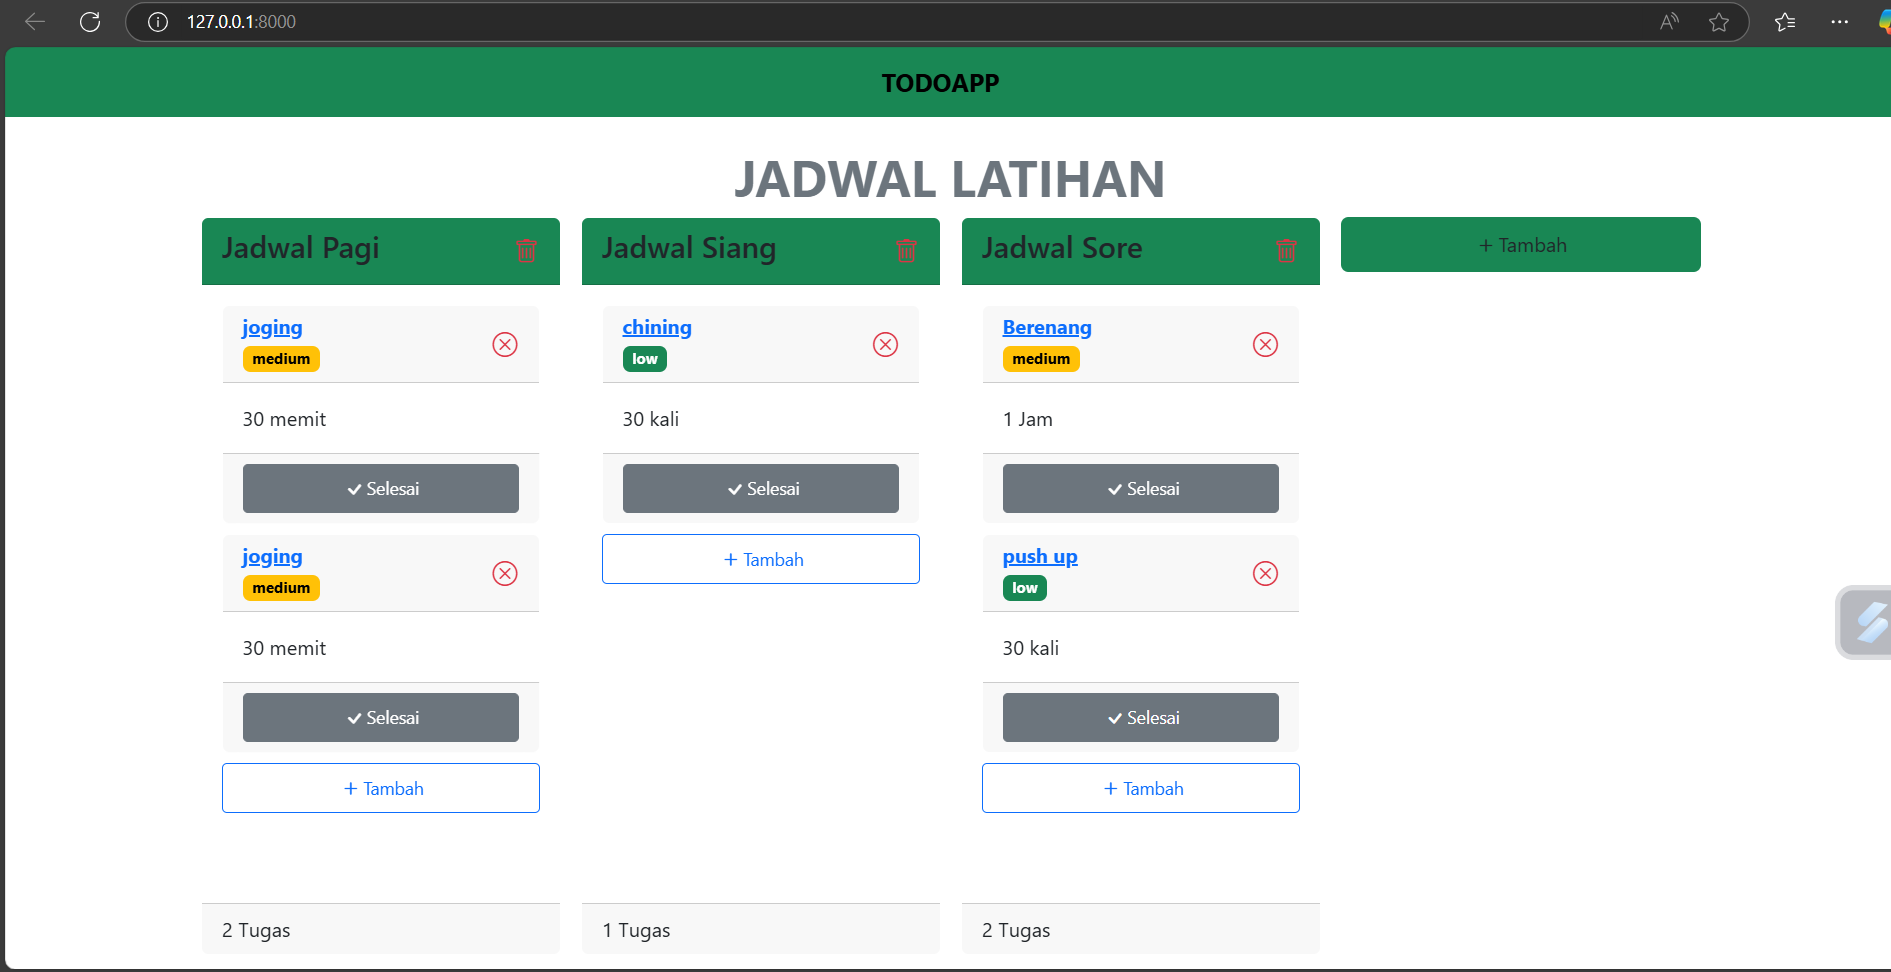 127.0.0.1:8000
TODOAPP
JADWAL LATIHAN
Jadwal Pagi
joging
medium
30 memit
Selesai
joging
medium
30 memit
Selesai
+ Tambah
2 Tugas
Jadwal Siang
chining
low
30 kali
Selesai
+ Tambah
1 Tugas
Jadwal Sore
Berenang
medium
1 Jam
Selesai
push up
low
30 kali
Selesai
+ Tambah
2 Tugas
+ Tambah